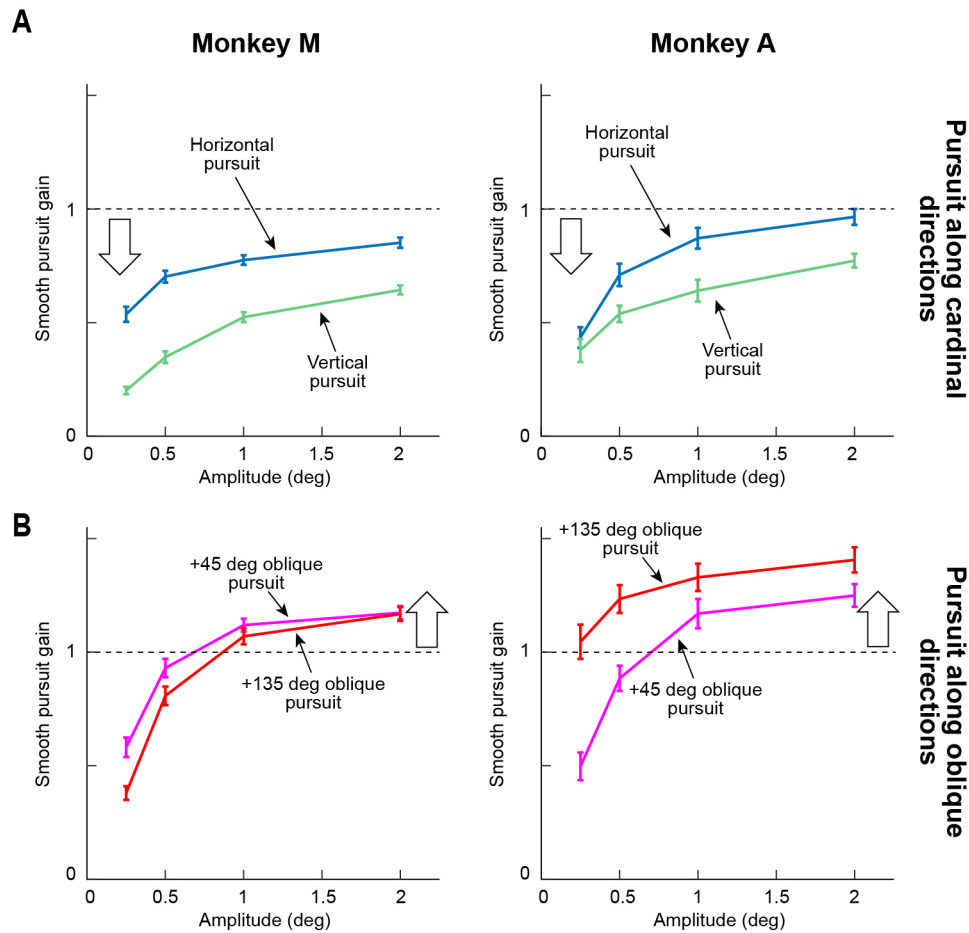 A
Monkey M
Monkey A
Smooth pursuit gain
1
0
Horizontal
pursuit
Vertical
pursuit
0
0.5
1
1.5
2
Amplitude (deg)
Smooth pursuit gain
1
0
Horizontal
pursuit
Vertical
pursuit
0
0.5
1
1.5
2
Amplitude (deg)
Pursuit along cardinal
directions
B
Smooth pursuit gain
1
0
+45 deg oblique
pursuit
+135 deg oblique
pursuit
0
0.5
1
1.5
2
Amplitude (deg)
Smooth pursuit gain
1
0
+135 deg oblique
pursuit
+45 deg oblique
pursuit
0
0.5
1
1.5
2
Amplitude (deg)
Pursuit along oblique
directions